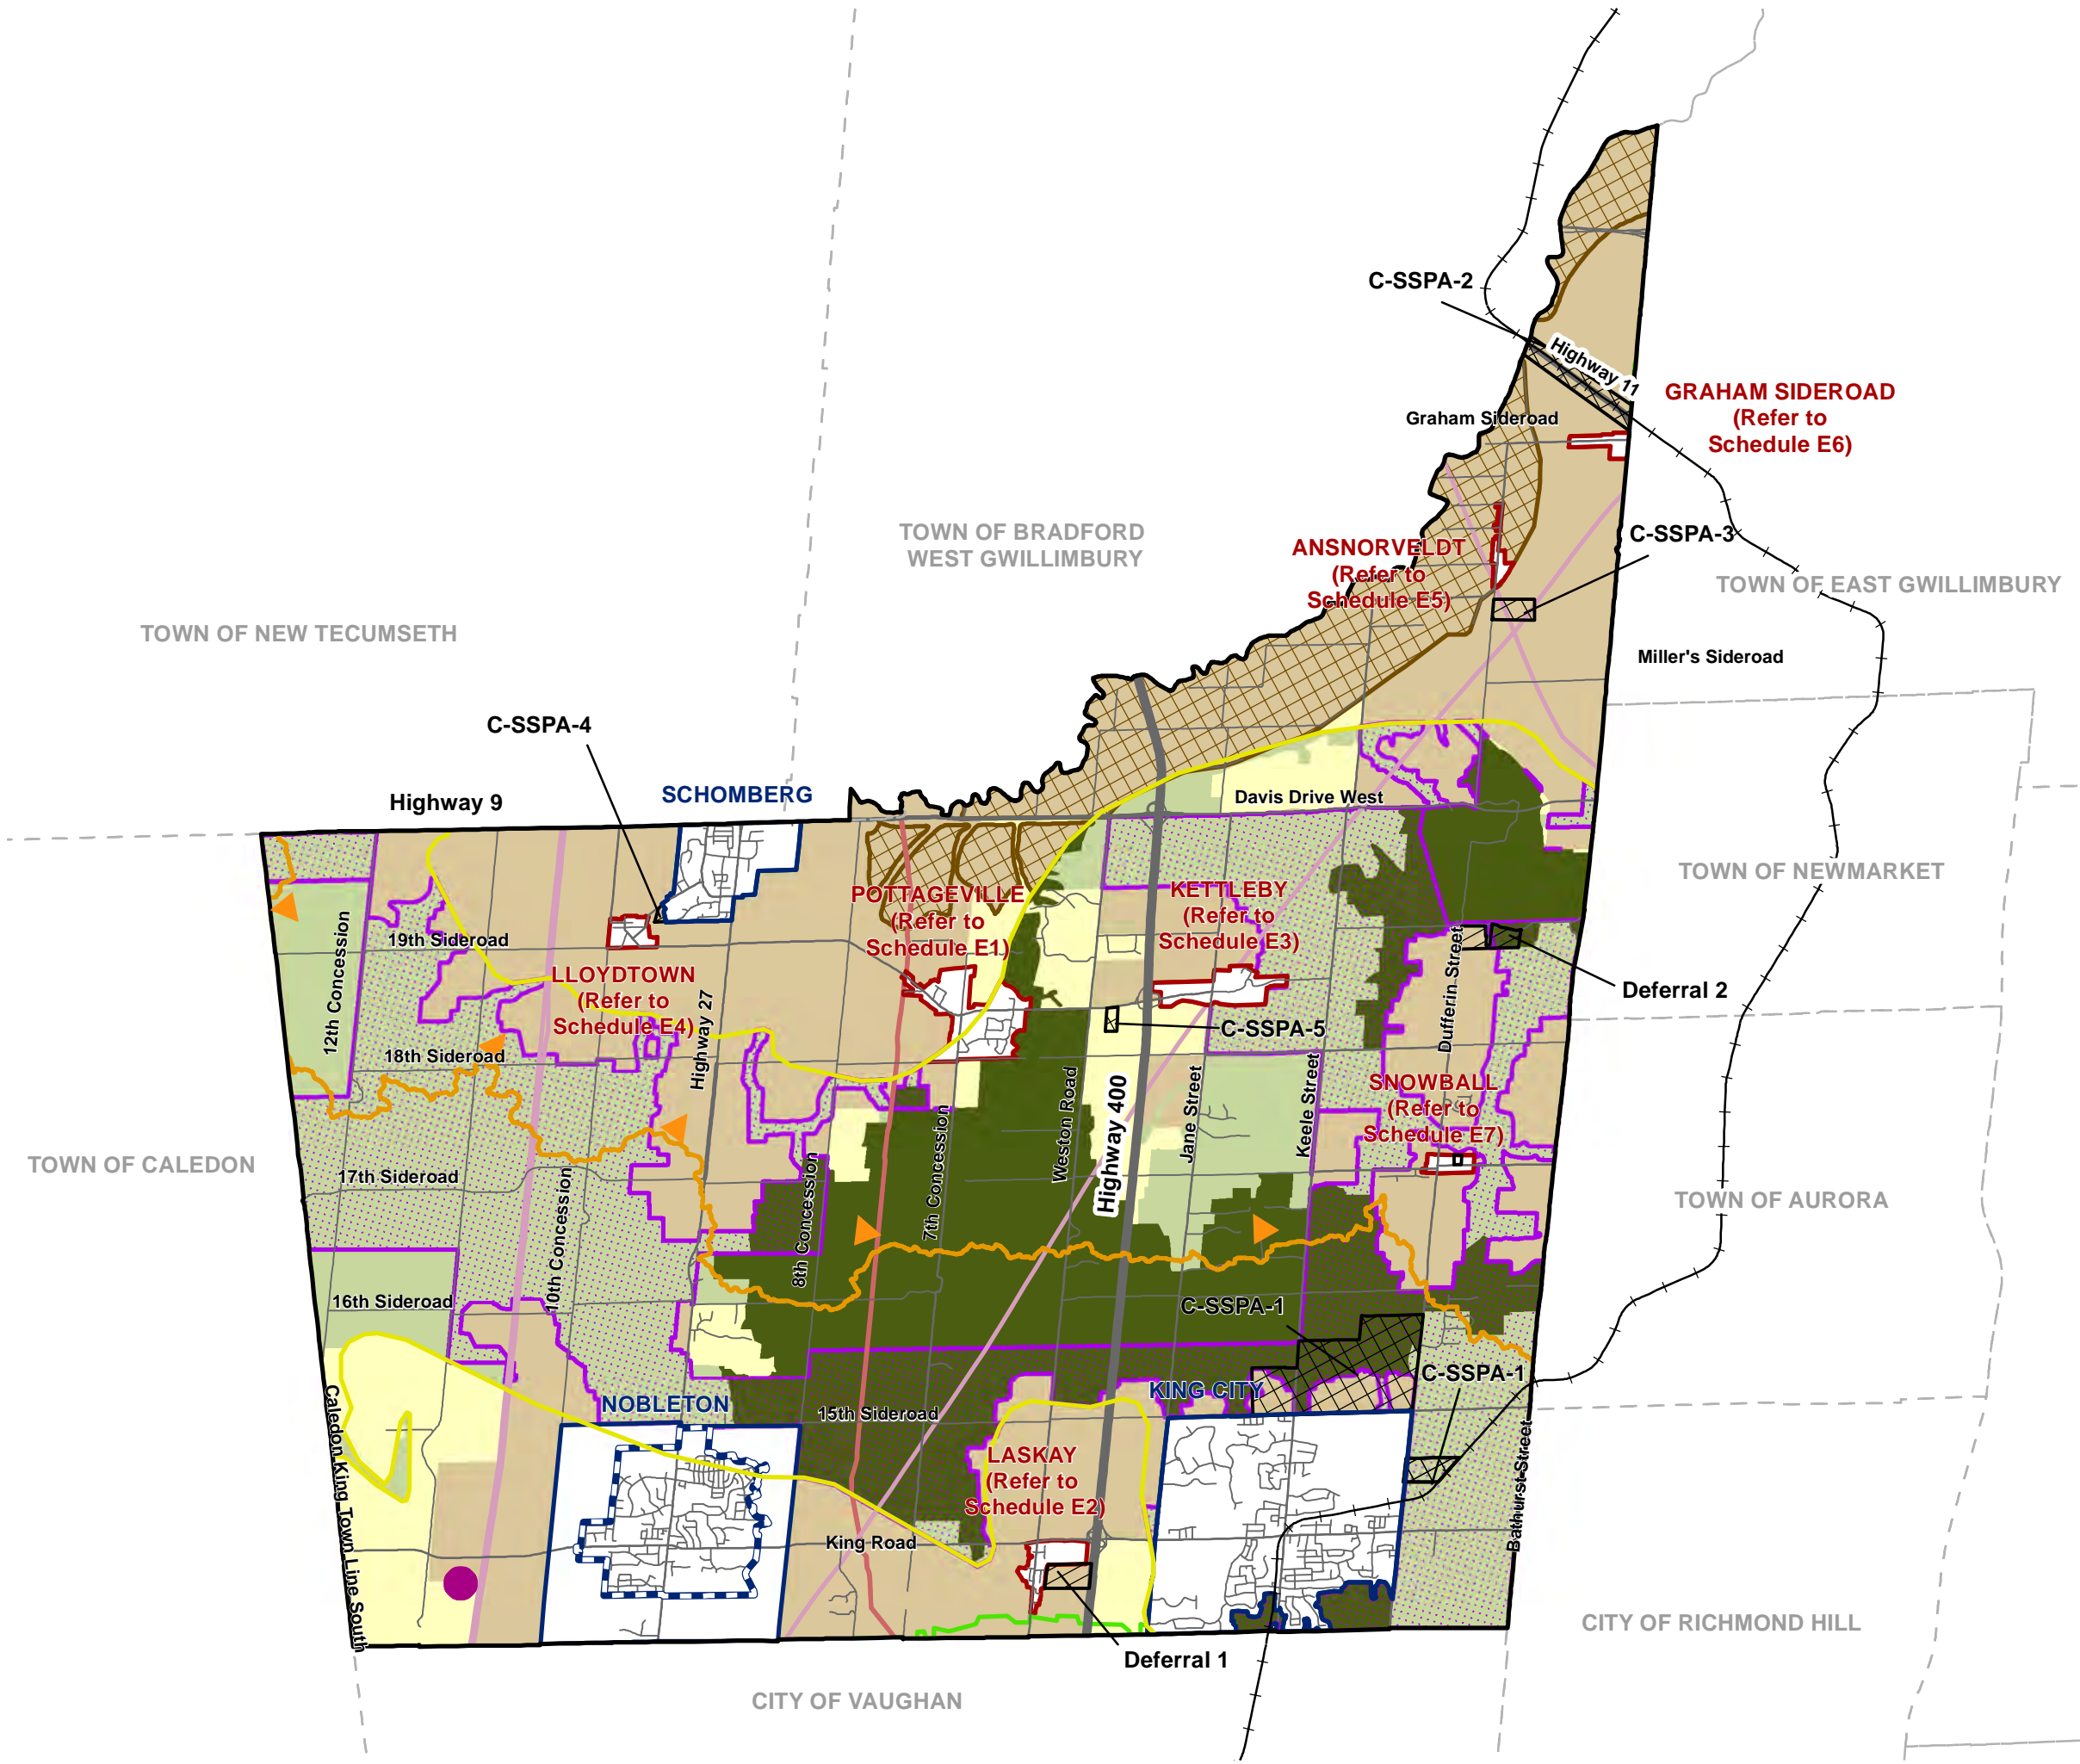 C-SSPA-2
Highway 11
GRAHAM SIDEROAD
(Refer to
Schedule E6)
Graham Sideroad
TOWN OF BRADFORD
WEST GWILLIMBURY
ANSNORVELDT
(Refer to
Schedule E5)
C-SSPA-3
TOWN OF EAST GWILLIMBURY
TOWN OF NEW TECUMSETH
Miller's Sideroad
C-SSPA-4
Highway 9
SCHOMBERG
Davis Drive West
TOWN OF NEWMARKET
POTTAGEVILLE
(Refer to
Schedule E1)
KETTLEBY
(Refer to
Schedule E3)
12th Concession
19th Sideroad
LLOYDTOWN
(Refer to
Schedule E4)
Highway 27
Dufferin Street
Deferral 2
C-SSPA-5
18th Sideroad
Weston Road
Highway 400
Jane Street
Keele Street
SNOWBALL
(Refer to
Schedule E7)
TOWN OF CALEDON
17th Sideroad
10th Concession
8th Concession
7th Concession
TOWN OF AURORA
16th Sideroad
C-SSPA-1
C-SSPA-1
Caledon King Town Line South
NOBLETON
15th Sideroad
KING CITY
LASKAY
(Refer to
Schedule E2)
King Road
Bathurst Street
CITY OF RICHMOND HILL
Deferral 1
CITY OF VAUGHAN